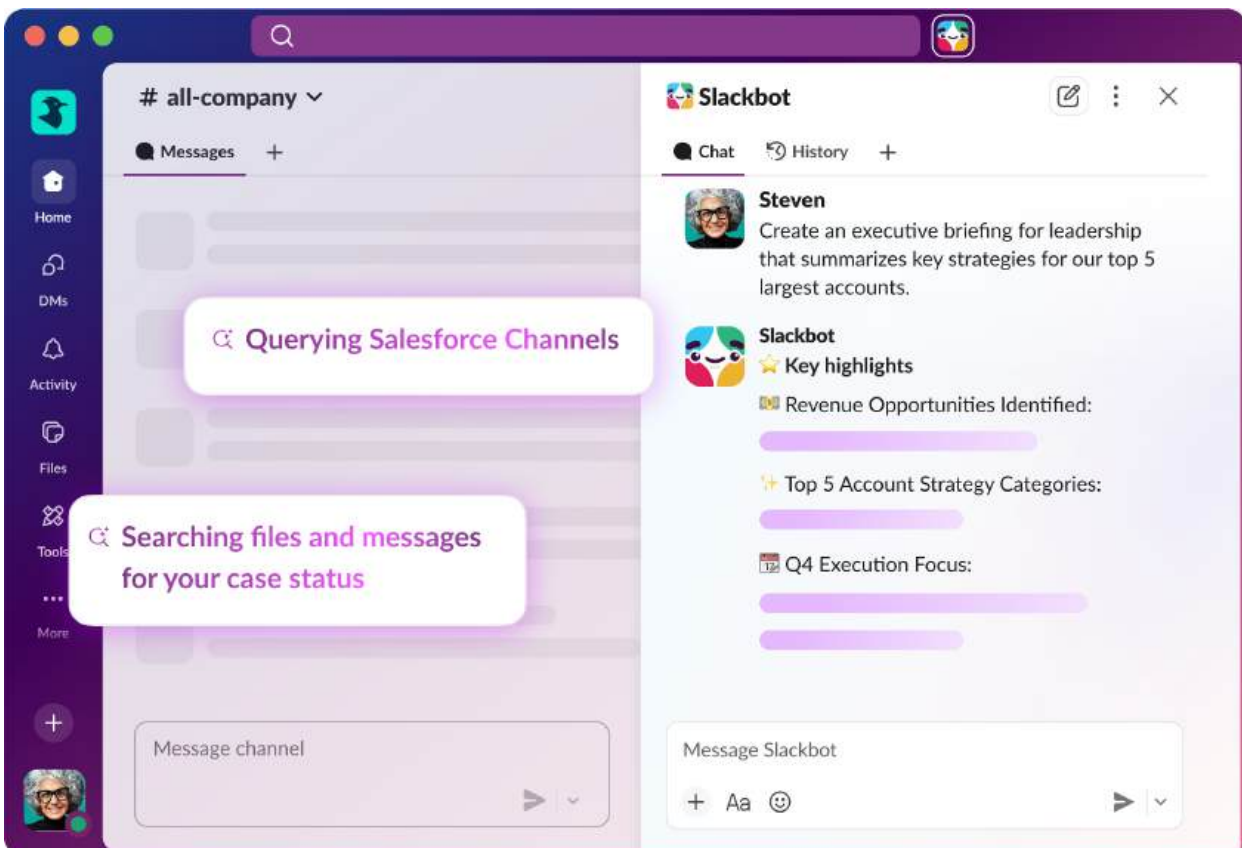 # all-company
Messages
Home
DMs
Activity
Files
Tools
More
Querying Salesforce Channels
Searching files and messages
for your case status
Message channel
Slackbot
Chat
History
Steven
Create an executive briefing for leadership
that summarizes key strategies for our top 5
largest accounts.
Slackbot
Key highlights
Revenue Opportunities Identified:
Top 5 Account Strategy Categories:
Q4 Execution Focus:
Message Slackbot
Aa